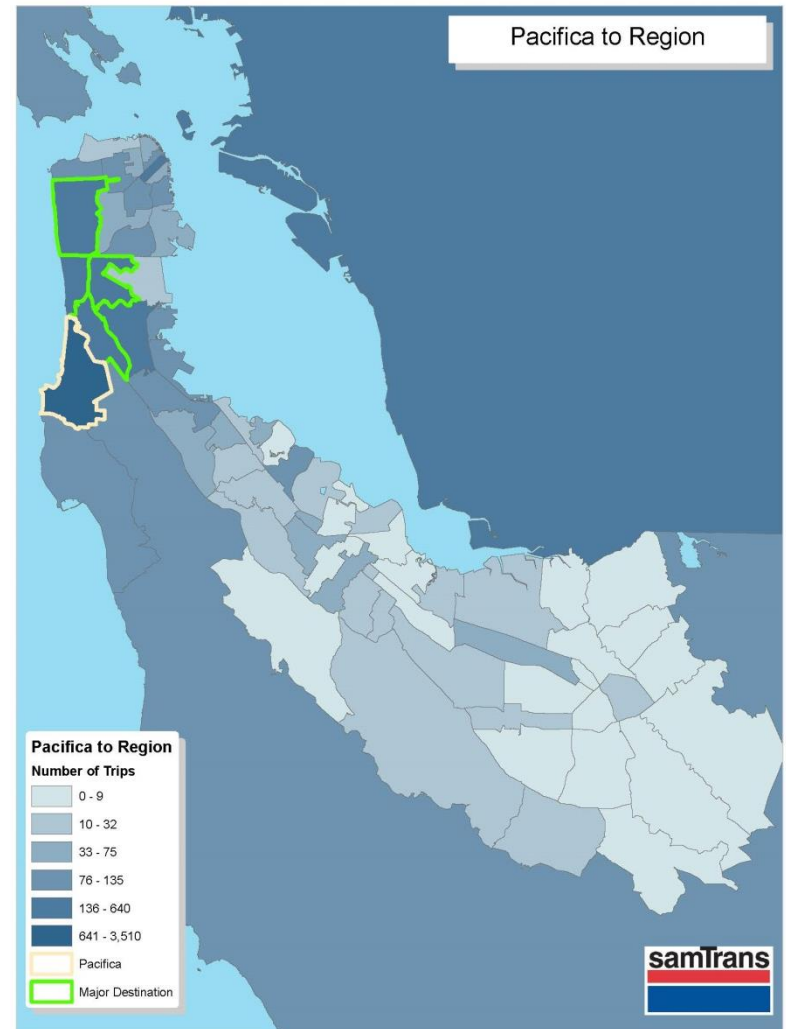 Pacifica to Region
Pacifica to Region
Number of Trips
0 - 9
10 - 32
33 - 75
76 - 135
136 - 640
641 - 3,510
Pacifica
Major Destination
samTrans